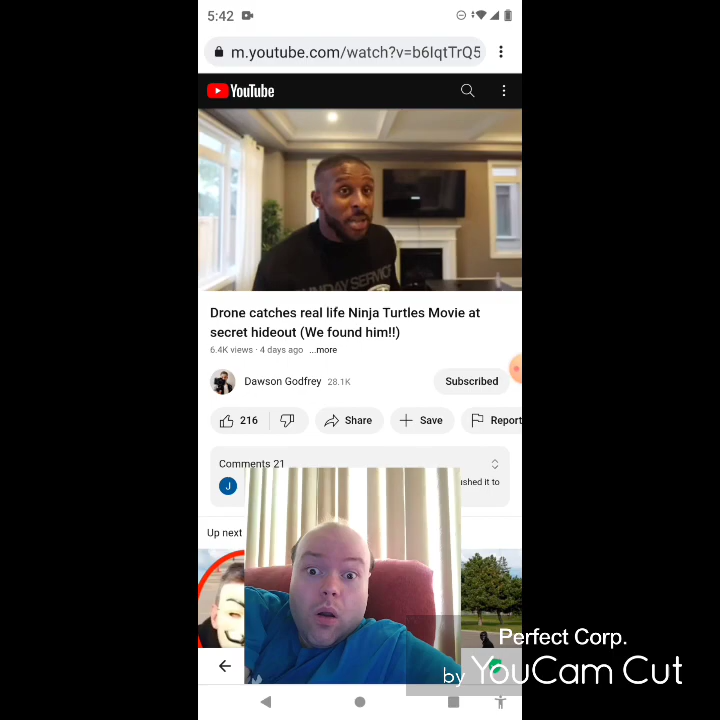 5:42
m.youtube.com/watch?v=b6IqtTrQ5
YouTube
SUNDAY SERVICE
Drone catches real life Ninja Turtles Movie at
secret hideout (We found him!!)
6.4K views · 4 days ago ...more
Dawson Godfrey 28.1K
Subscribed
216
Share
Save
Report
Comments 21
J
ushed it to
Up next
Perfect Corp.
by YouCam Cut